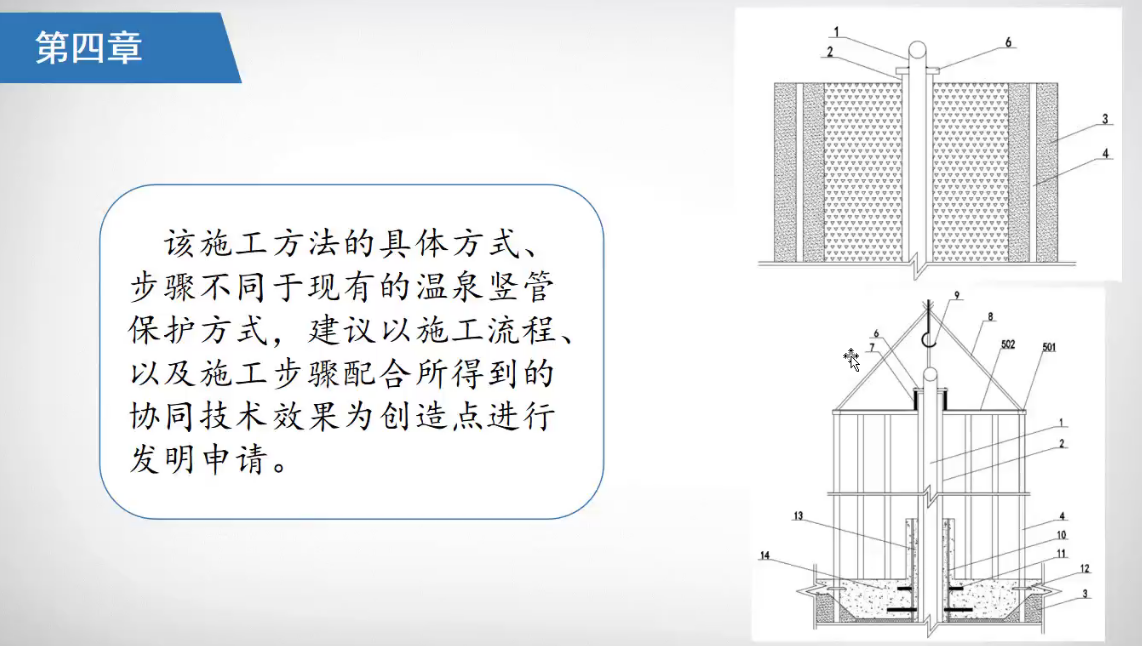 第四章
该施工方法的具体方式、
步骤不同于现有的温泉竖管
保护方式，建议以施工流程、
以及施工步骤配合所得到的
协同技术效果为创造点进行
发明申请。
1
2
6
3
4
9
8
6
7
502
501
1
2
13
4
10
14
11
12
3